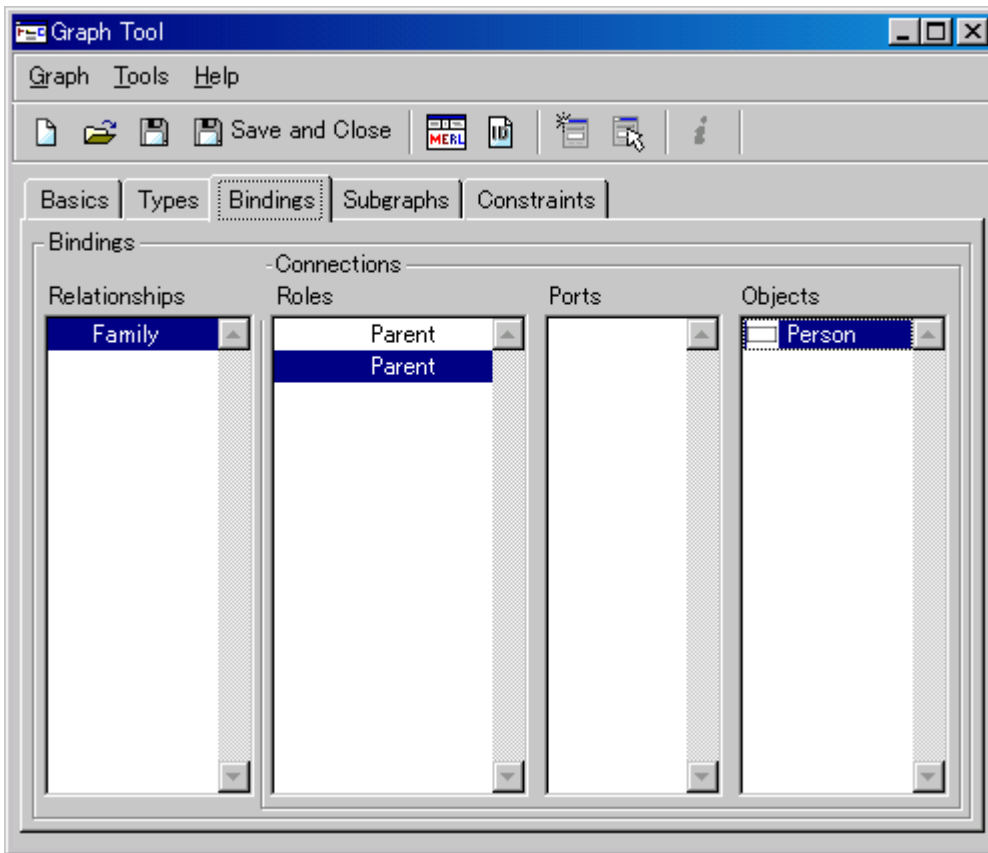 Graph Tool
Graph Tools Help
Save and Close MERL ID i
Basics Types Bindings Subgraphs Constraints
Bindings
Connections
Relationships Roles Ports Objects
Family Parent Person
Parent